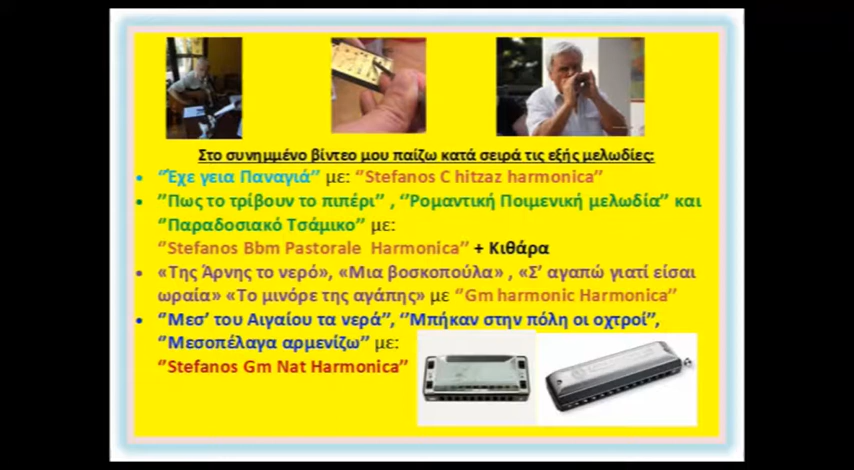 Στο συνημμένο βίντεο μου παίζω κατά σειρά τις εξής μελωδίες:
• ‘’Έχε γεια Παναγιά’’ με: ‘’Stefanos C hitzaz harmonica’’
• ‘’Πως το τρίβουν το πιπέρι’’ , ‘’Ρομαντική Ποιμενική μελωδία’’ και
‘’Παραδοσιακό Τσάμικο’’ με:
‘’Stefanos Bbm Pastorale Harmonica’’ + Κιθάρα
• «Της Άρνης το νερό», «Μια βοσκοπούλα» , «Σ’ αγαπώ γιατί είσαι
ωραία» «Το μινόρε της αγάπης» με ‘’Gm harmonic Harmonica’’
• ‘’Μεσ’ του Αιγαίου τα νερά’’, ‘’Μπήκαν στην πόλη οι οχτροί’’,
‘’Μεσοπέλαγα αρμενίζω’’ με:
‘’Stefanos Gm Nat Harmonica’’